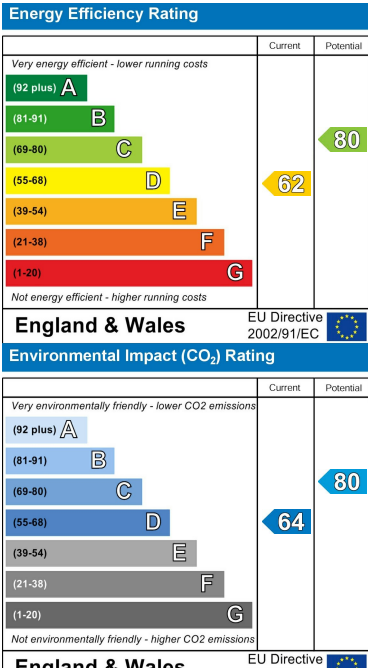 Energy Efficiency Rating
Current Potential
Very energy efficient - lower running costs
(92 plus) A
(81-91) B
(69-80) C
80
(55-68) D
62
(39-54) E
(21-38) F
(1-20) G
Not energy efficient - higher running costs
England & Wales
EU Directive
2002/91/EC
Environmental Impact (CO₂) Rating
Current Potential
Very environmentally friendly - lower CO2 emissions
(92 plus) A
(81-91) B
(69-80) C
80
(55-68) D
64
(39-54) E
(21-38) F
(1-20) G
Not environmentally friendly - higher CO2 emissions
England & Wales
EU Directive